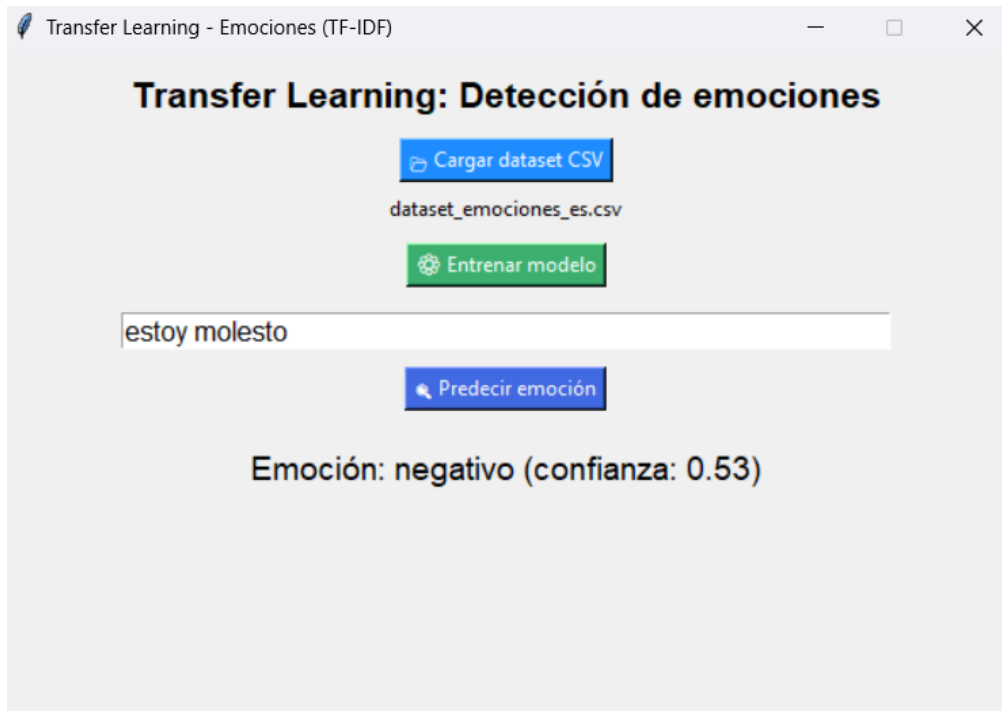 Transfer Learning - Emociones (TF-IDF)
Transfer Learning: Detección de emociones
Cargar dataset CSV
dataset_emociones_es.csv
Entrenar modelo
estoy molesto
Predecir emoción
Emoción: negativo (confianza: 0.53)